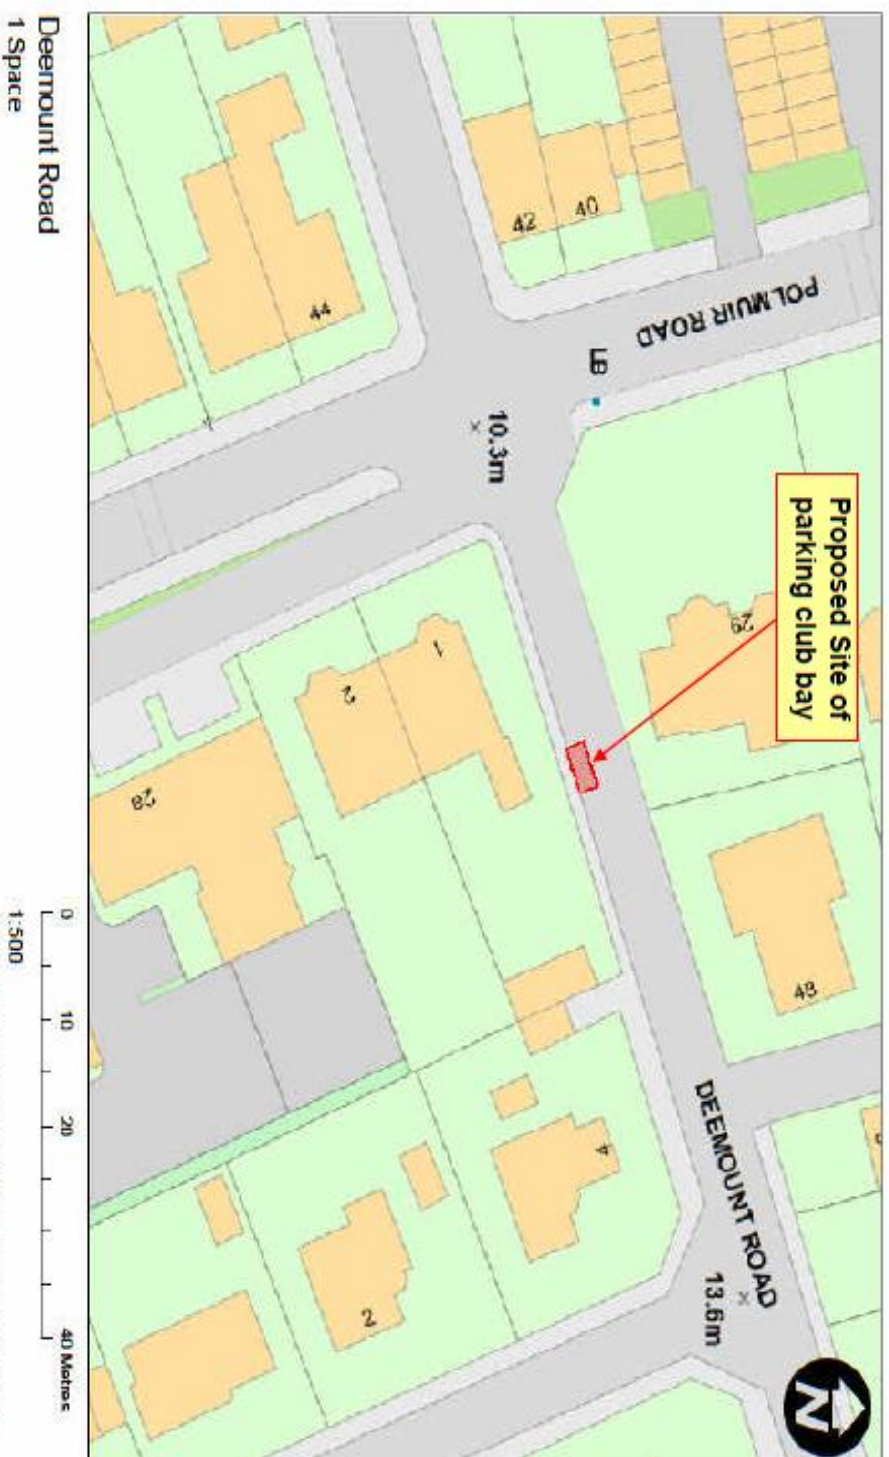 Proposed Site of
parking club bay
POLMUIR ROAD
LB
10.3m
42
40
44
29
48
1
2
28
DEEMOUNT ROAD
13.6m
4
2
N
Deemount Road
1 Space
0 10 20 40 Metres
1:500